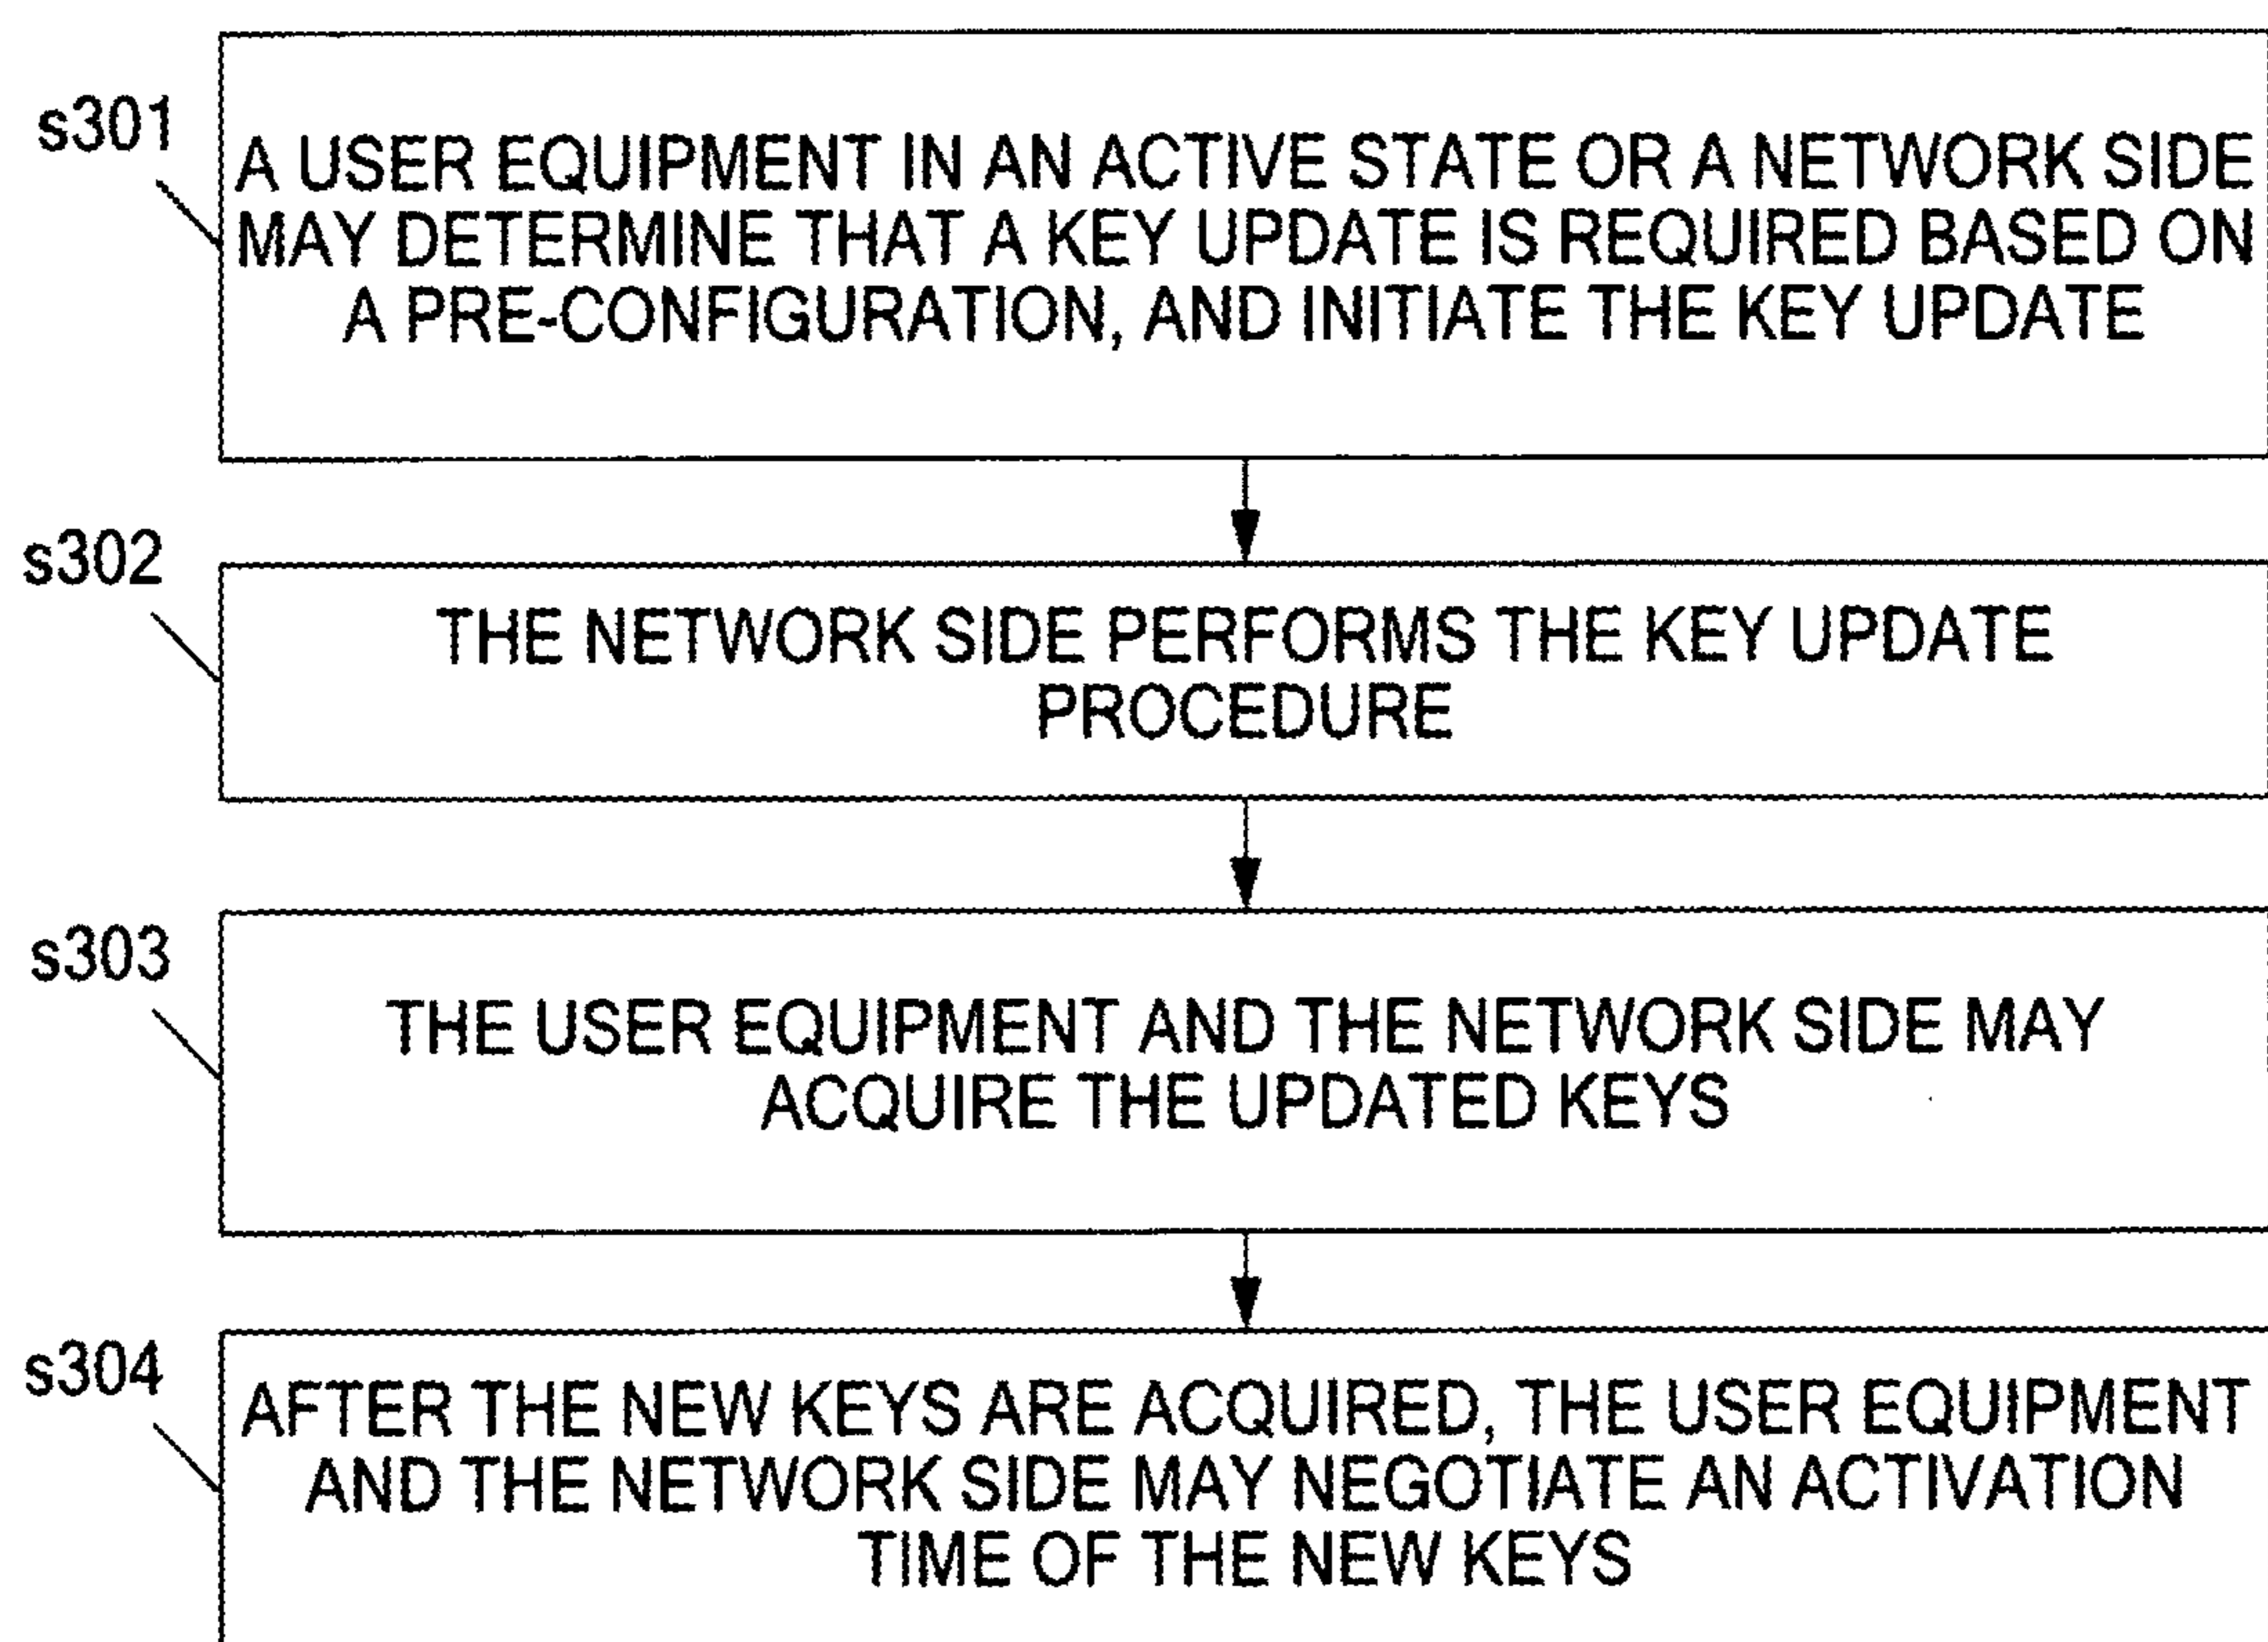 s301
A USER EQUIPMENT IN AN ACTIVE STATE OR A NETWORK SIDE
MAY DETERMINE THAT A KEY UPDATE IS REQUIRED BASED ON
A PRE-CONFIGURATION, AND INITIATE THE KEY UPDATE
s302
THE NETWORK SIDE PERFORMS THE KEY UPDATE
PROCEDURE
s303
THE USER EQUIPMENT AND THE NETWORK SIDE MAY
ACQUIRE THE UPDATED KEYS
s304
AFTER THE NEW KEYS ARE ACQUIRED, THE USER EQUIPMENT
AND THE NETWORK SIDE MAY NEGOTIATE AN ACTIVATION
TIME OF THE NEW KEYS